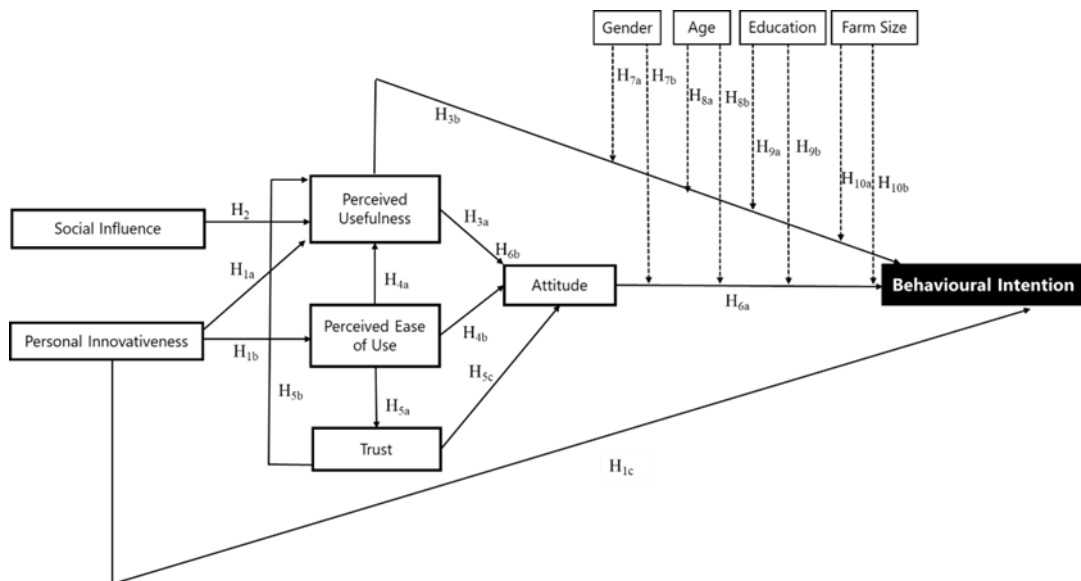 Gender
Age
Education
Farm Size
H7a
H7b
H8a
H8b
H9a
H9b
H10a
H10b
H3b
Perceived
Usefulness
H2
Social Influence
H3a
H6b
H1a
H4a
Attitude
Behavioural Intention
H6a
Personal Innovativeness
H1b
Perceived Ease
of Use
H4b
H5b
H5a
H5c
Trust
H1c